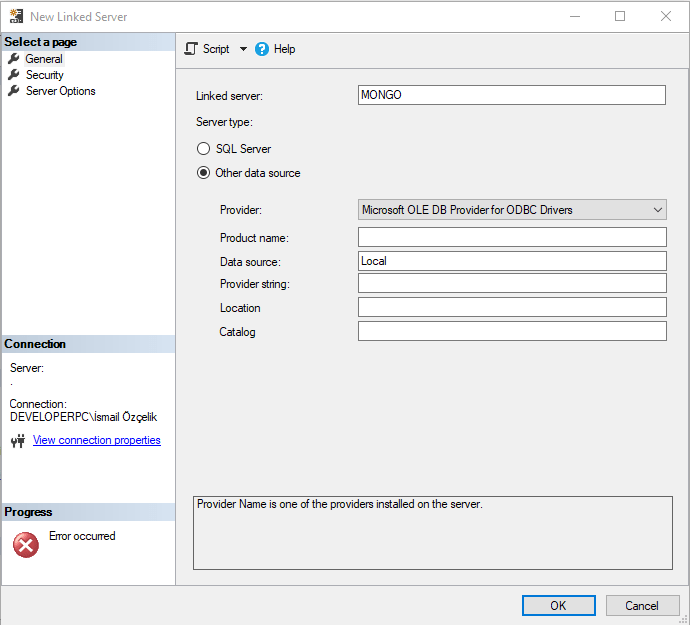 New Linked Server
Select a page
General
Security
Server Options
Script
Help
Linked server:
MONGO
Server type:
SQL Server
Other data source
Provider:
Microsoft OLE DB Provider for ODBC Drivers
Product name:
Data source:
Local
Provider string:
Location
Catalog
Connection
Server:
.
Connection:
DEVELOPERPC\İsmail Özçelik
View connection properties
Provider Name is one of the providers installed on the server.
Progress
Error occurred
OK
Cancel